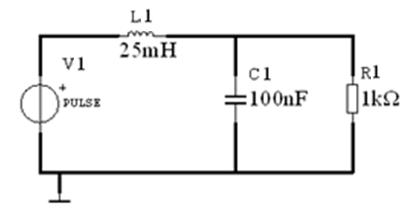 L1
25mH
V1
+
PULSE
C1
100nF
R1
1kΩ